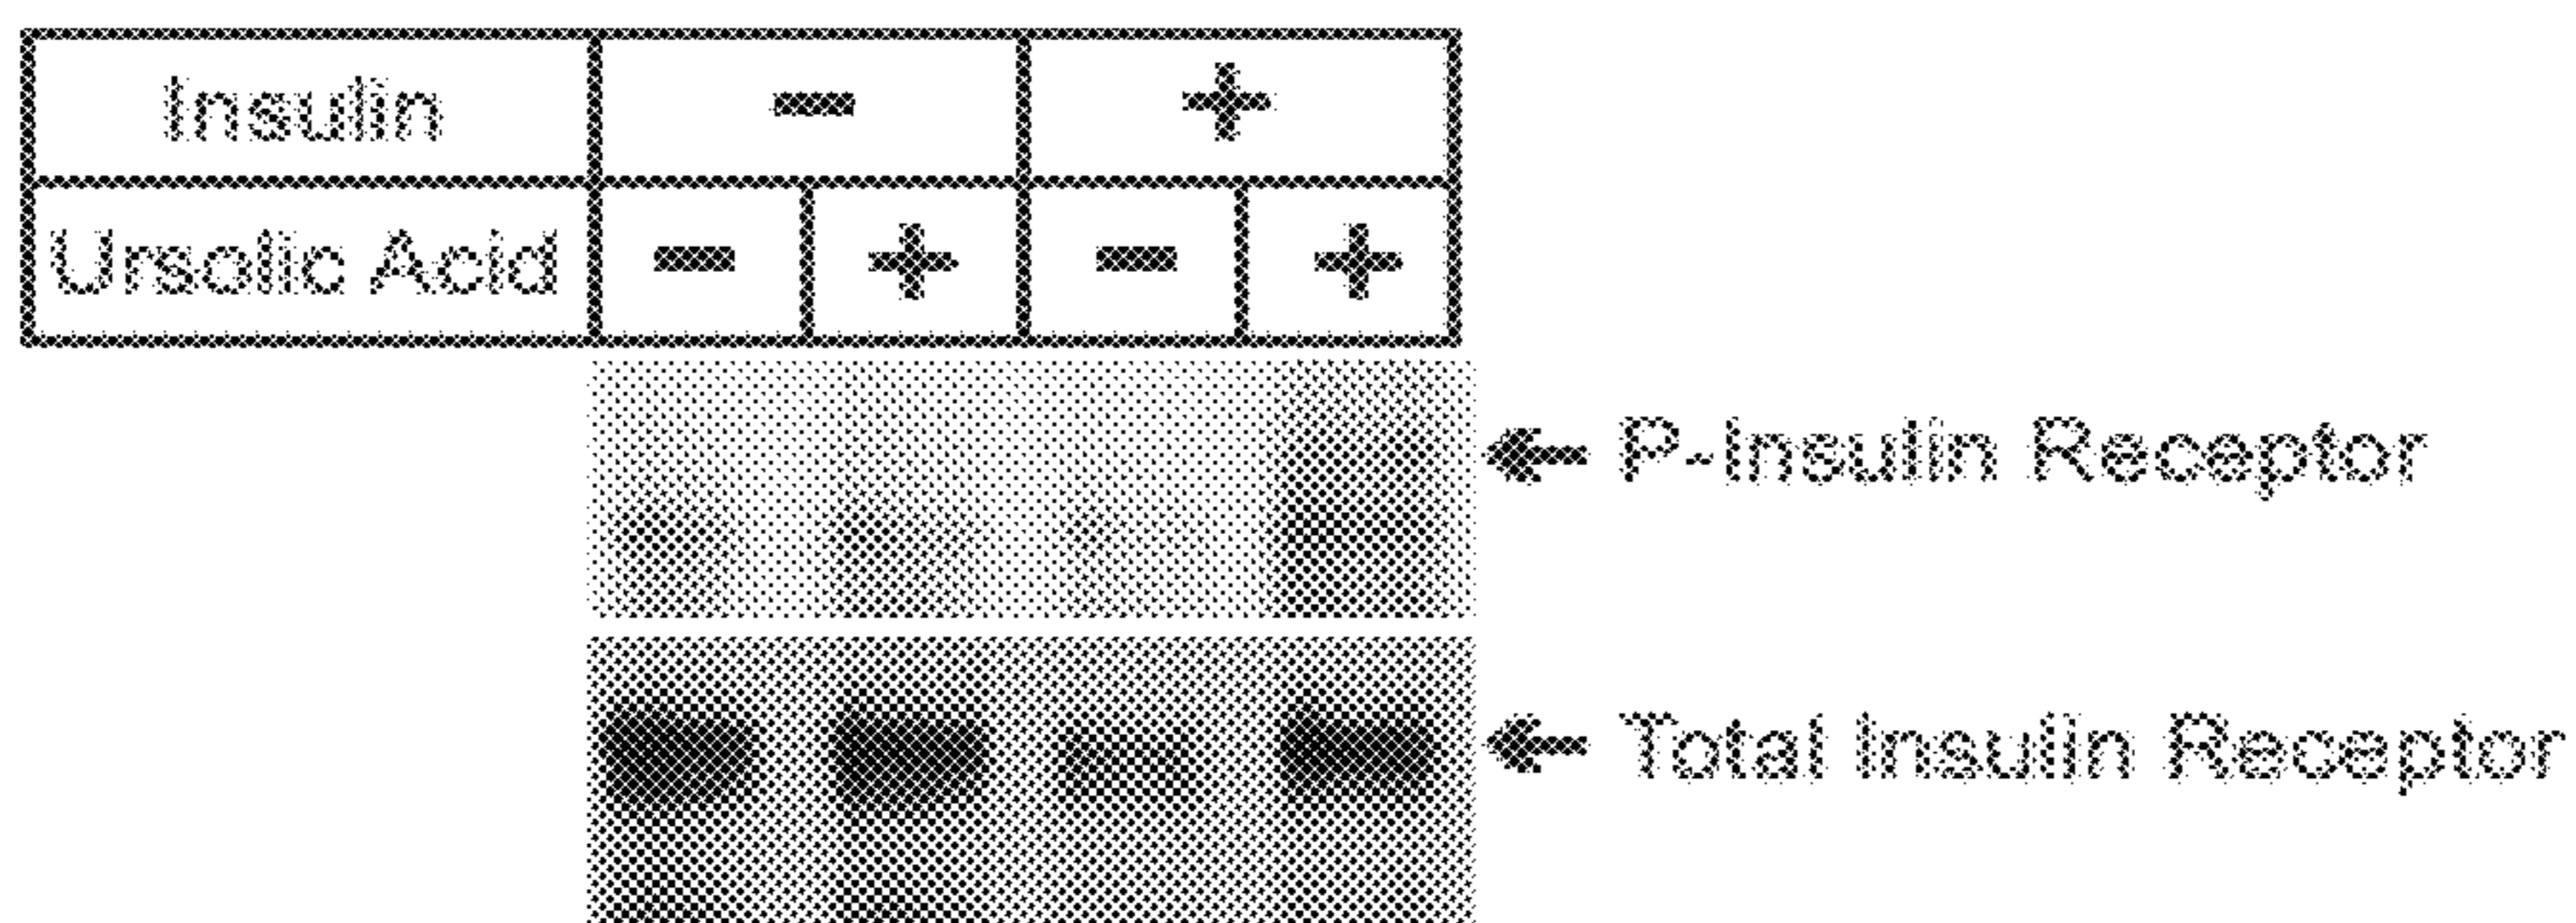 Insulin − +
Ursolic Acid − + − +
P-Insulin Receptor
Total Insulin Receptor